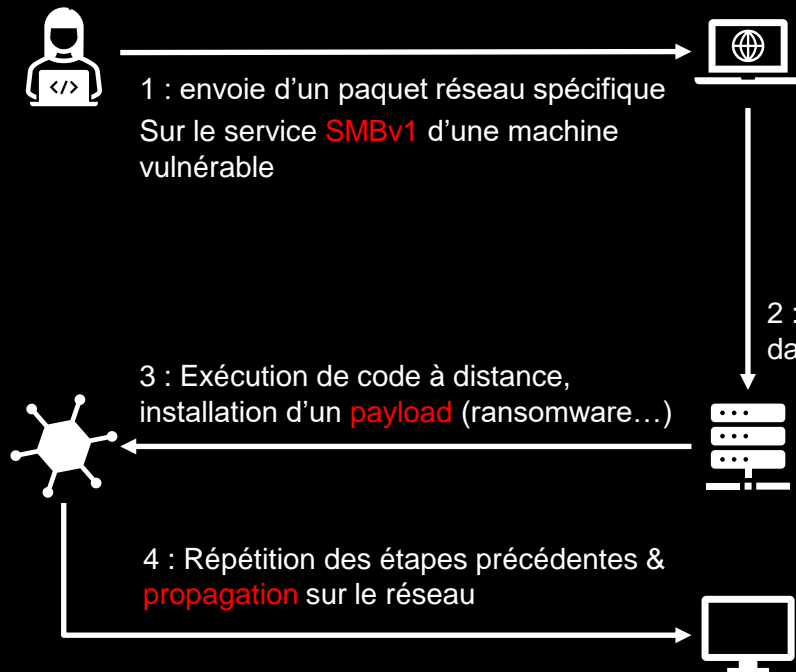 </>
1 : envoie d’un paquet réseau spécifique
Sur le service SMBv1 d’une machine
vulnérable
2 :
3 : Exécution de code à distance,
installation d’un payload (ransomware…)
4 : Répétition des étapes précédentes &
propagation sur le réseau